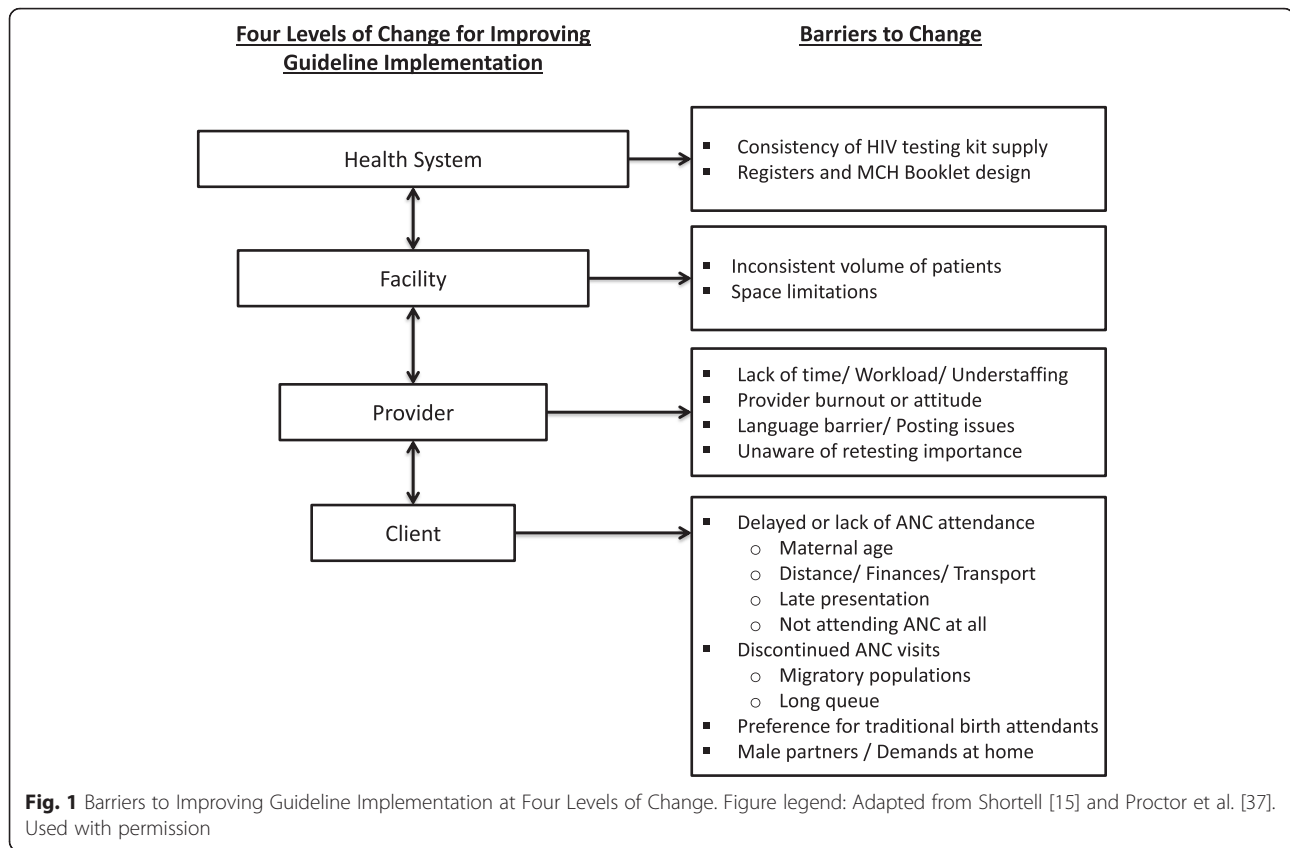 Four Levels of Change for Improving
Guideline Implementation
Barriers to Change
Health System
▪ Consistency of HIV testing kit supply
▪ Registers and MCH Booklet design
Facility
▪ Inconsistent volume of patients
▪ Space limitations
Provider
▪ Lack of time/ Workload/ Understaffing
▪ Provider burnout or attitude
▪ Language barrier/ Posting issues
▪ Unaware of retesting importance
Client
▪ Delayed or lack of ANC attendance
o Maternal age
o Distance/ Finances/ Transport
o Late presentation
o Not attending ANC at all
▪ Discontinued ANC visits
o Migratory populations
o Long queue
▪ Preference for traditional birth attendants
▪ Male partners / Demands at home
Fig. 1 Barriers to Improving Guideline Implementation at Four Levels of Change. Figure legend: Adapted from Shortell [15] and Proctor et al. [37].
Used with permission